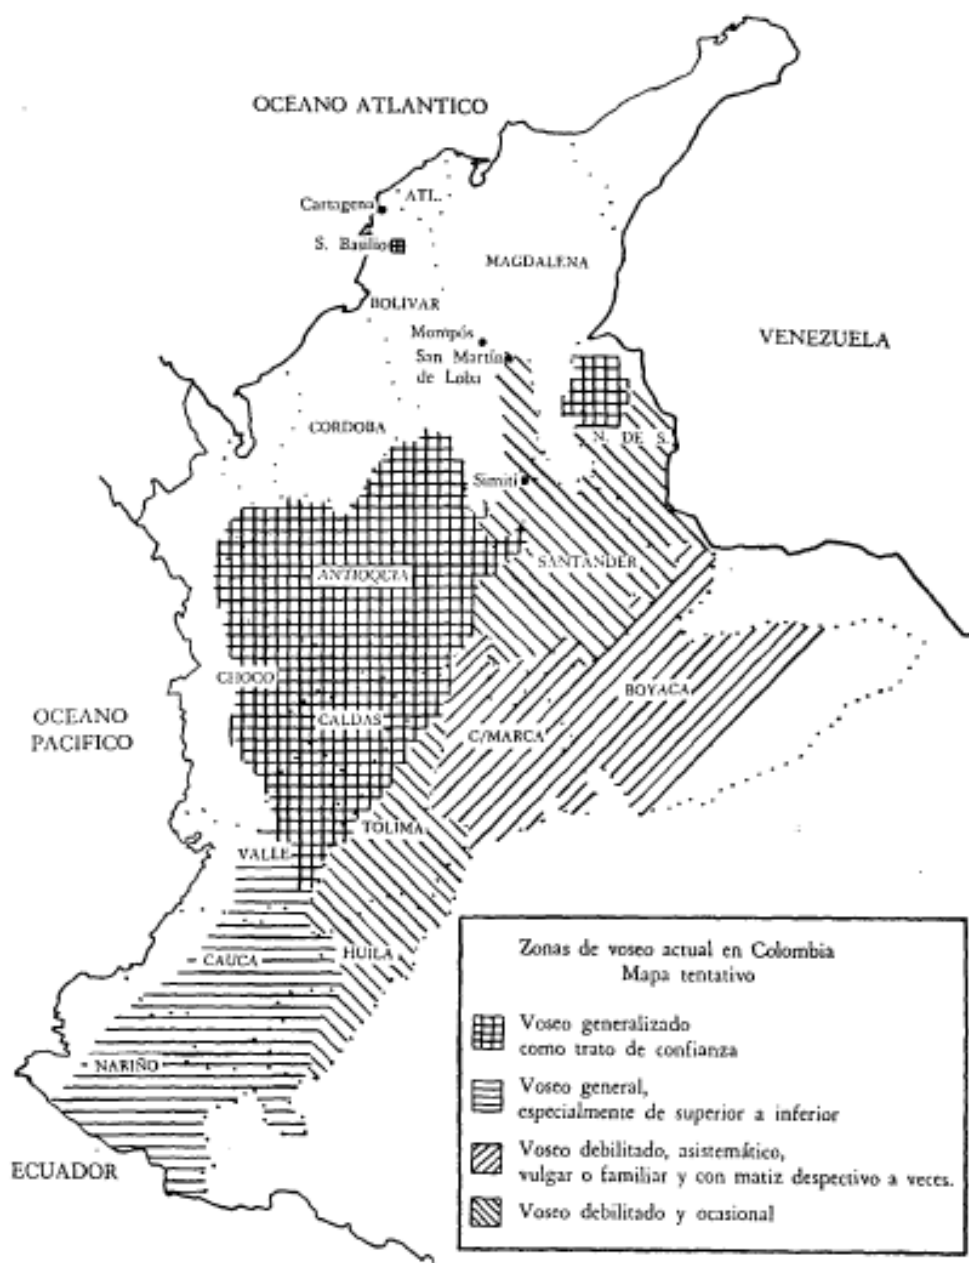 OCEANO ATLANTICO
ATL.
Cartagena
S. Basilio
MAGDALENA
BOLIVAR
Mompós
VENEZUELA
San Martín
de Loba
CORDOBA
N. DE S.
Simití
ANTIOQUIA
SANTANDER
CHOCO
BOYACA
OCEANO
PACIFICO
CALDAS
C/MARCA
TOLIMA
VALLE
HUILA
CAUCA
NARIÑO
ECUADOR
Zonas de voseo actual en Colombia
Mapa tentativo
Voseo generalizado
como trato de confianza
Voseo general,
especialmente de superior a inferior
Voseo debilitado, asistemático,
vulgar o familiar y con matiz despectivo a veces.
Voseo debilitado y ocasional